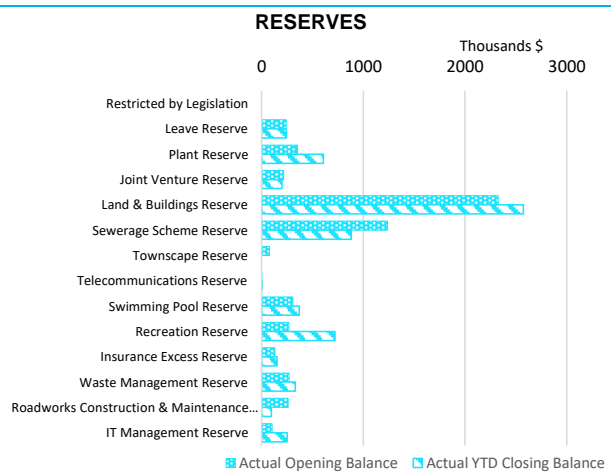 RESERVES
Thousands $
0 1000 2000 3000
Restricted by Legislation
Leave Reserve
Plant Reserve
Joint Venture Reserve
Land & Buildings Reserve
Sewerage Scheme Reserve
Townscape Reserve
Telecommunications Reserve
Swimming Pool Reserve
Recreation Reserve
Insurance Excess Reserve
Waste Management Reserve
Roadworks Construction & Maintenance...
IT Management Reserve
Actual Opening Balance Actual YTD Closing Balance